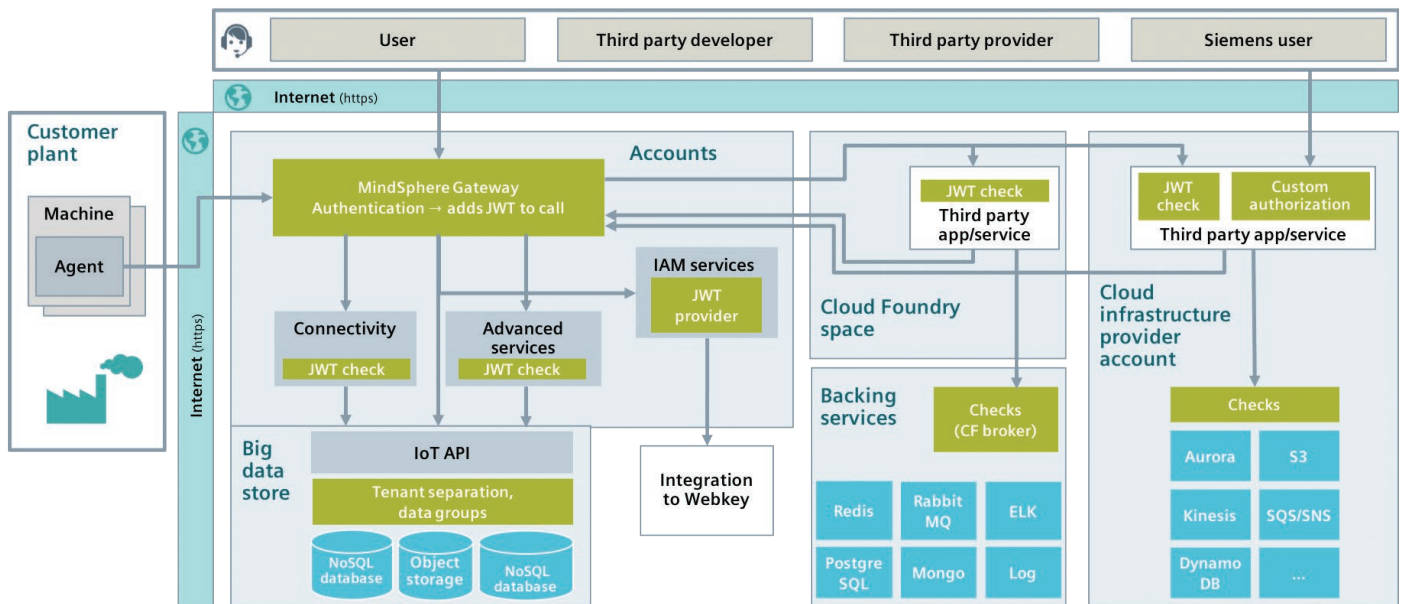 User
Third party developer
Third party provider
Siemens user
Internet (https)
Customer
plant
Machine
Agent
Internet (https)
Accounts
MindSphere Gateway
Authentication → adds JWT to call
IAM services
JWT
provider
Connectivity
JWT check
Advanced
services
JWT check
Big
data
store
IoT API
Tenant separation,
data groups
NoSQL
database
Object
storage
NoSQL
database
Integration
to Webkey
JWT check
Third party
app/service
Cloud Foundry
space
Backing
services
Checks
(CF broker)
Redis
Rabbit
MQ
ELK
Postgre
SQL
Mongo
Log
JWT
check
Custom
authorization
Third party app/service
Cloud
infrastructure
provider
account
Checks
Aurora
S3
Kinesis
SQS/SNS
Dynamo
DB
...